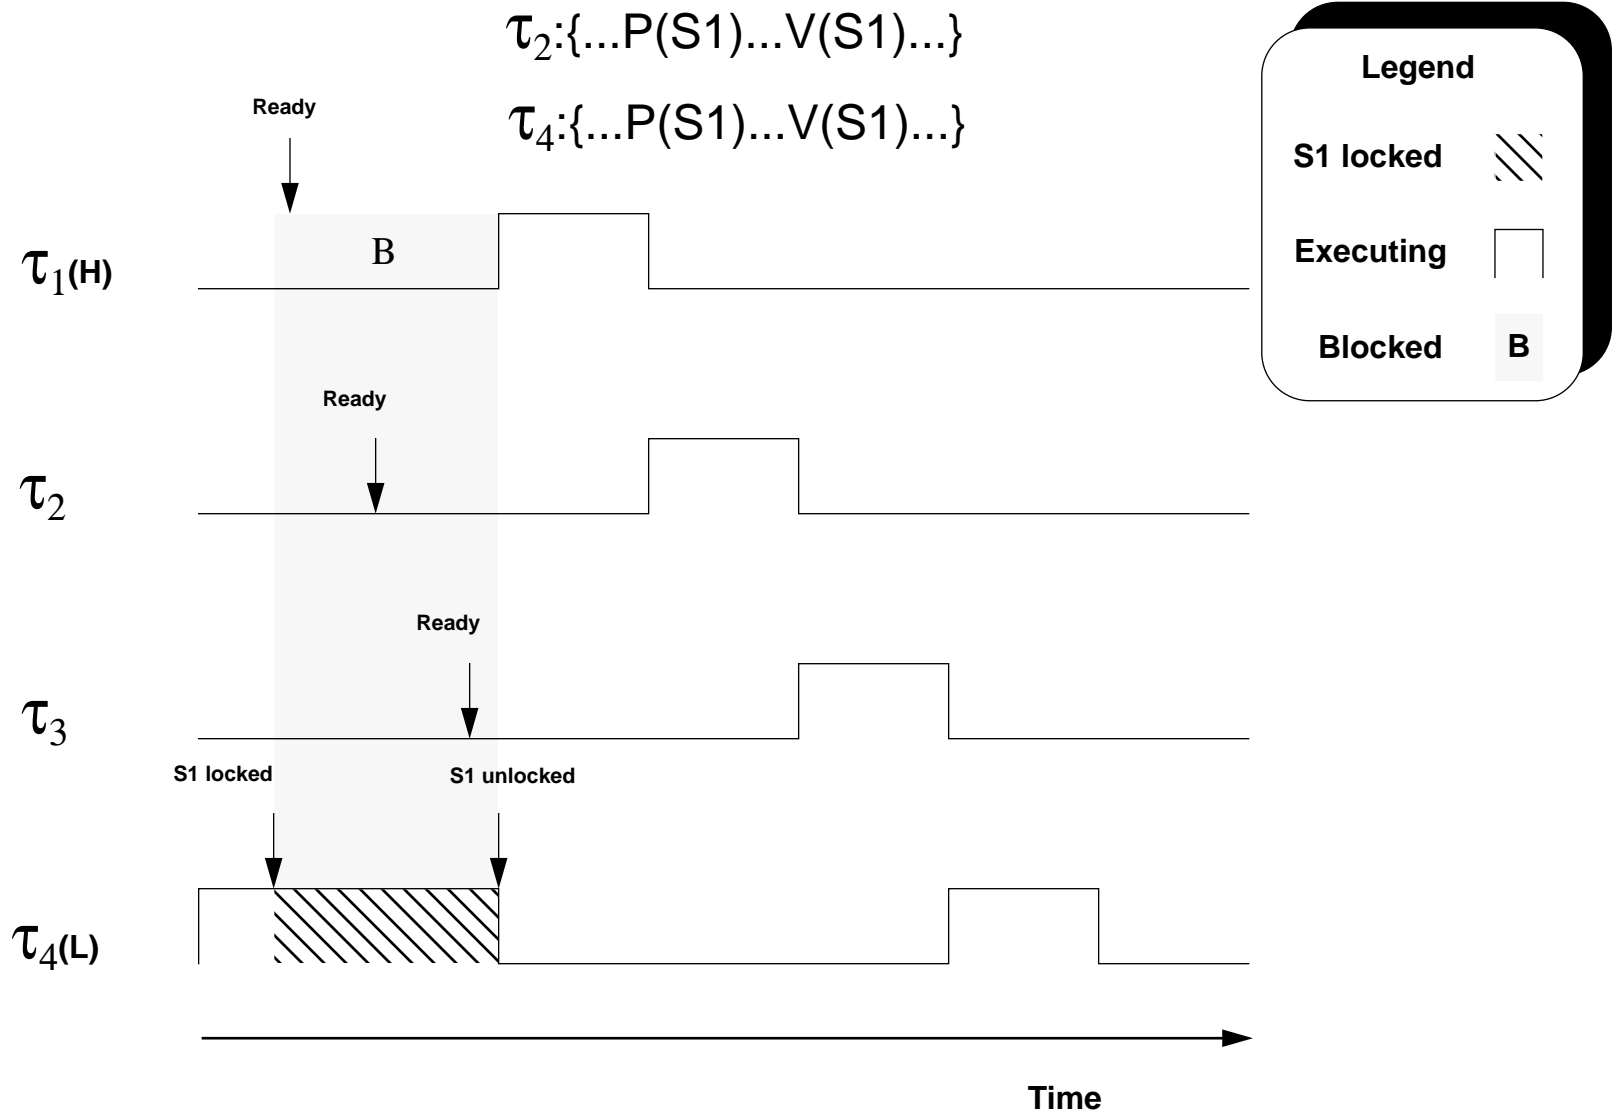 τ2:{...P(S1)...V(S1)...}
τ4:{...P(S1)...V(S1)...}
Legend
S1 locked
Executing
Blocked B
Ready
B
τ1(H)
Ready
τ2
Ready
τ3
S1 locked
S1 unlocked
τ4(L)
Time